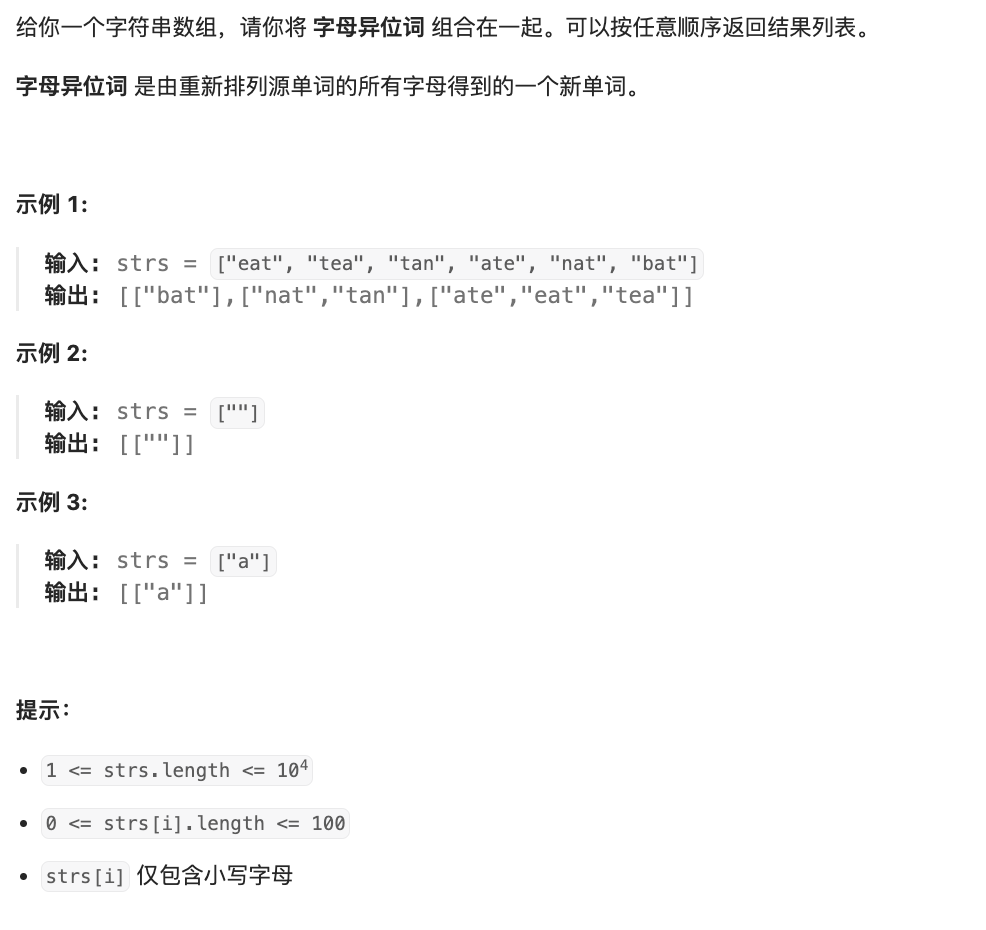 给你一个字符串数组，请你将 字母异位词 组合在一起。可以按任意顺序返回结果列表。
字母异位词 是由重新排列源单词的所有字母得到的一个新单词。
示例 1:
输入: strs = ["eat", "tea", "tan", "ate", "nat", "bat"]
输出: [["bat"],["nat","tan"],["ate","eat","tea"]]
示例 2:
输入: strs = [""]
输出: [[""]]
示例 3:
输入: strs = ["a"]
输出: [["a"]]
提示：
• 1 <= strs.length <= 10⁴
• 0 <= strs[i].length <= 100
• strs[i] 仅包含小写字母